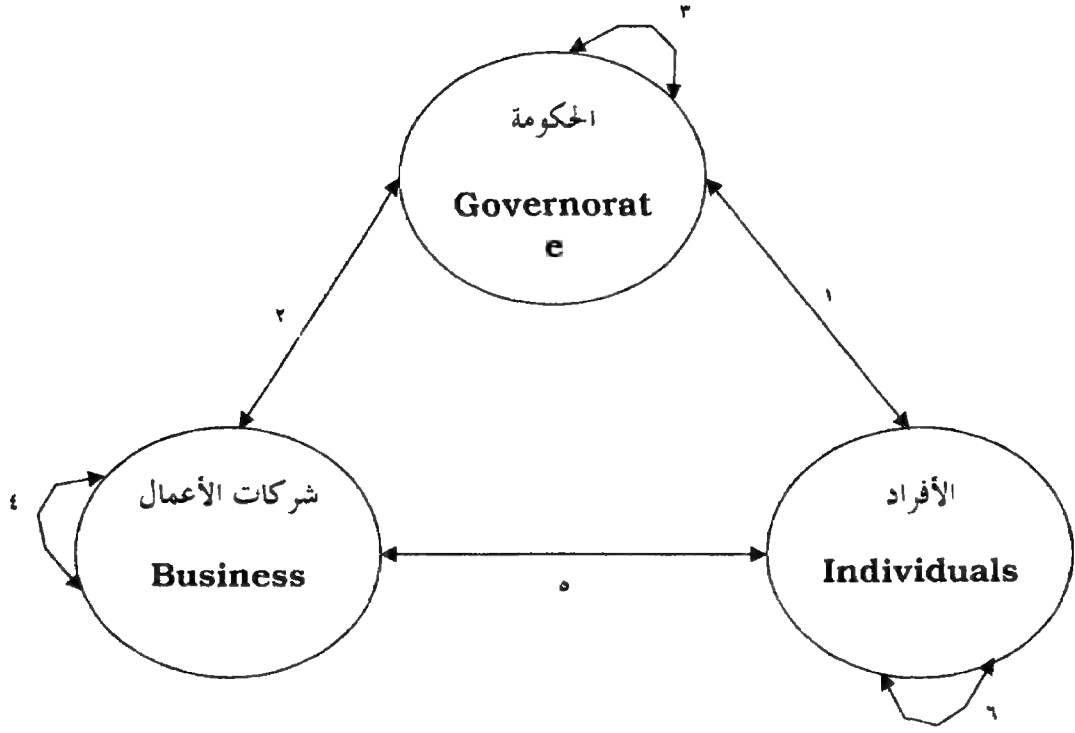 ٣
الحكومة
Governorat
e
١
٢
شركات الأعمال
Business
٤
٥
الأفراد
Individuals
٦